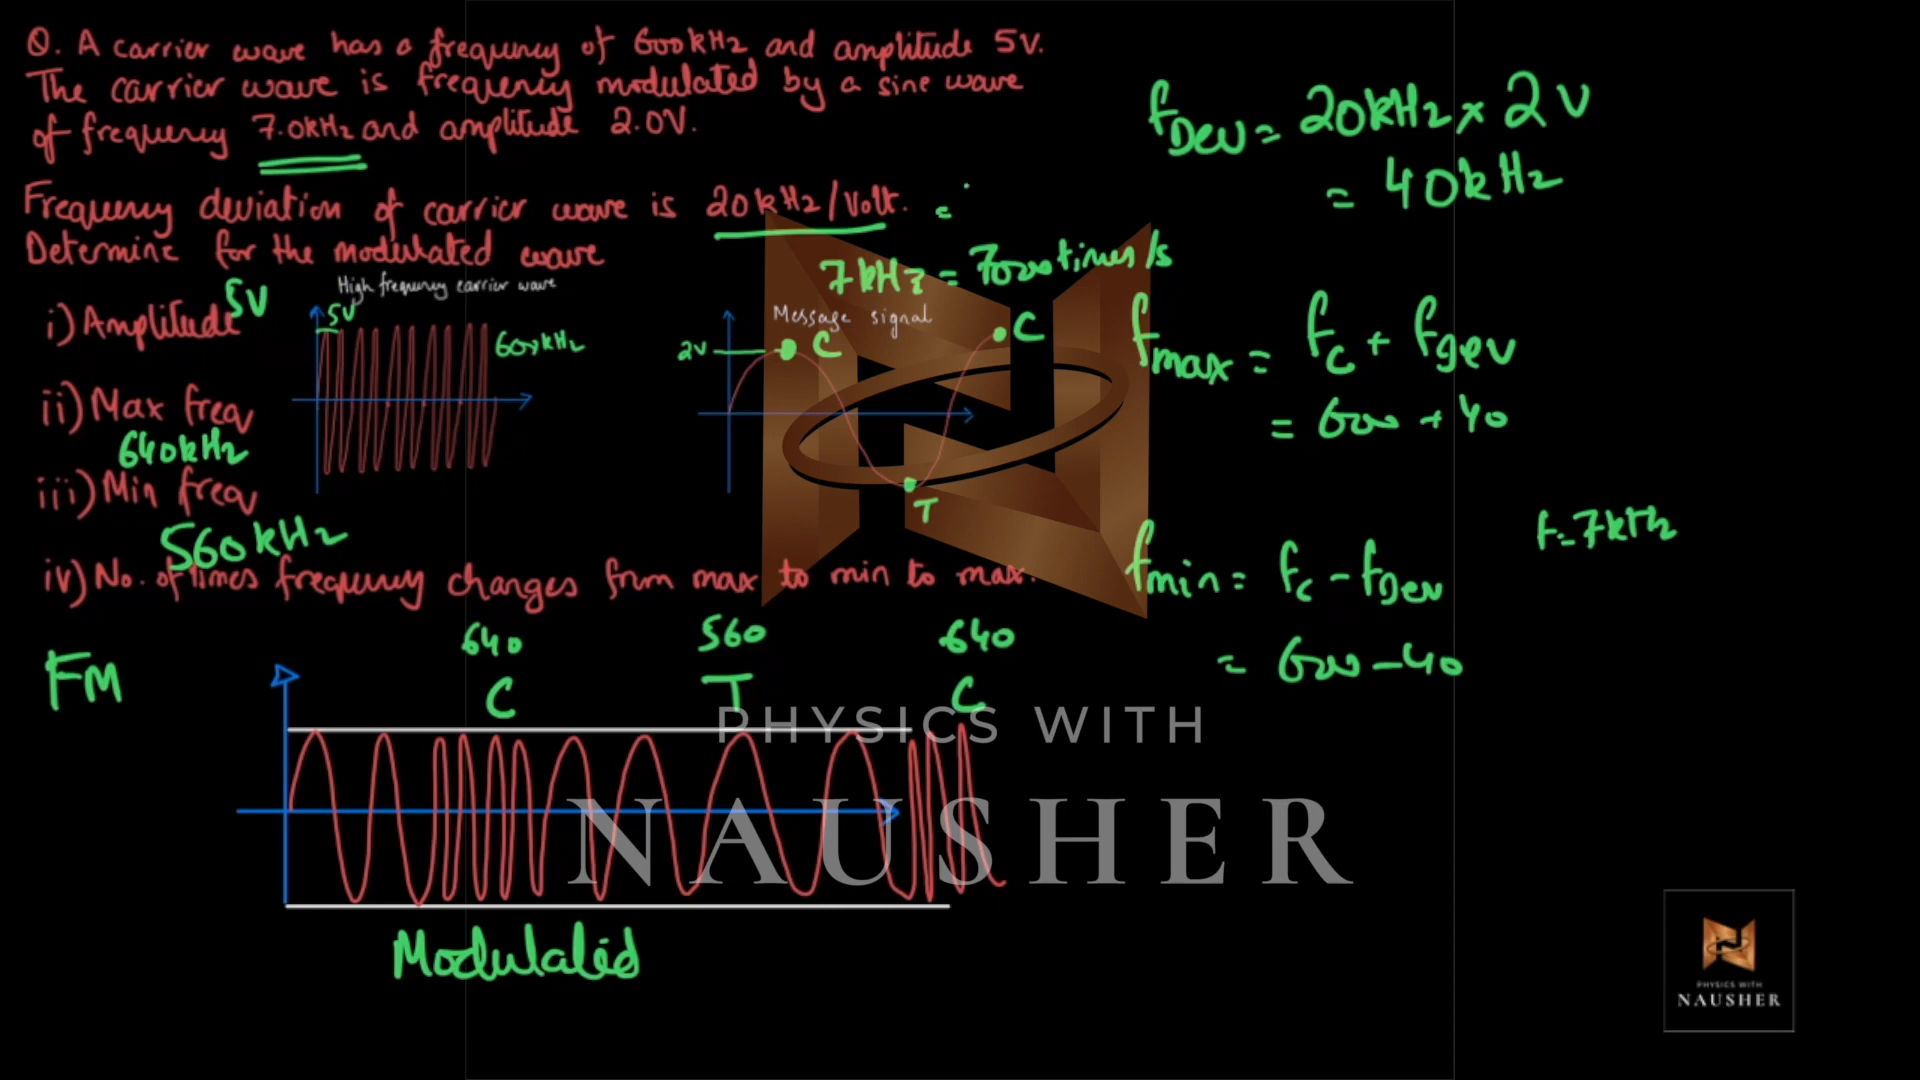 Q. A carrier wave has a frequency of 600kHz and amplitude 5V.
The carrier wave is frequency modulated by a sine wave
of frequency 7.0kHz and amplitude 2.0V.
Frequency deviation of carrier wave is 20kHz/Volt. =
Determine for the modulated wave
i) Amplitude 5V
ii) Max freq
640kHz
iii) Min freq
560kHz
iv) No. of times frequency changes from max to min to max.
High frequency carrier wave
5V
600kHz
7kHz = 7000 times/s
Message signal
2V
C
C
T
fDev = 20kHz x 2V
= 40kHz
fmax = fc + fDev
= 600 + 40
f=7kHz
fmin = fc - fDev
= 600 - 40
FM
640 560 640
C T C
Modulated
PHYSICS WITH
NAUSHER
PHYSICS WITH
NAUSHER